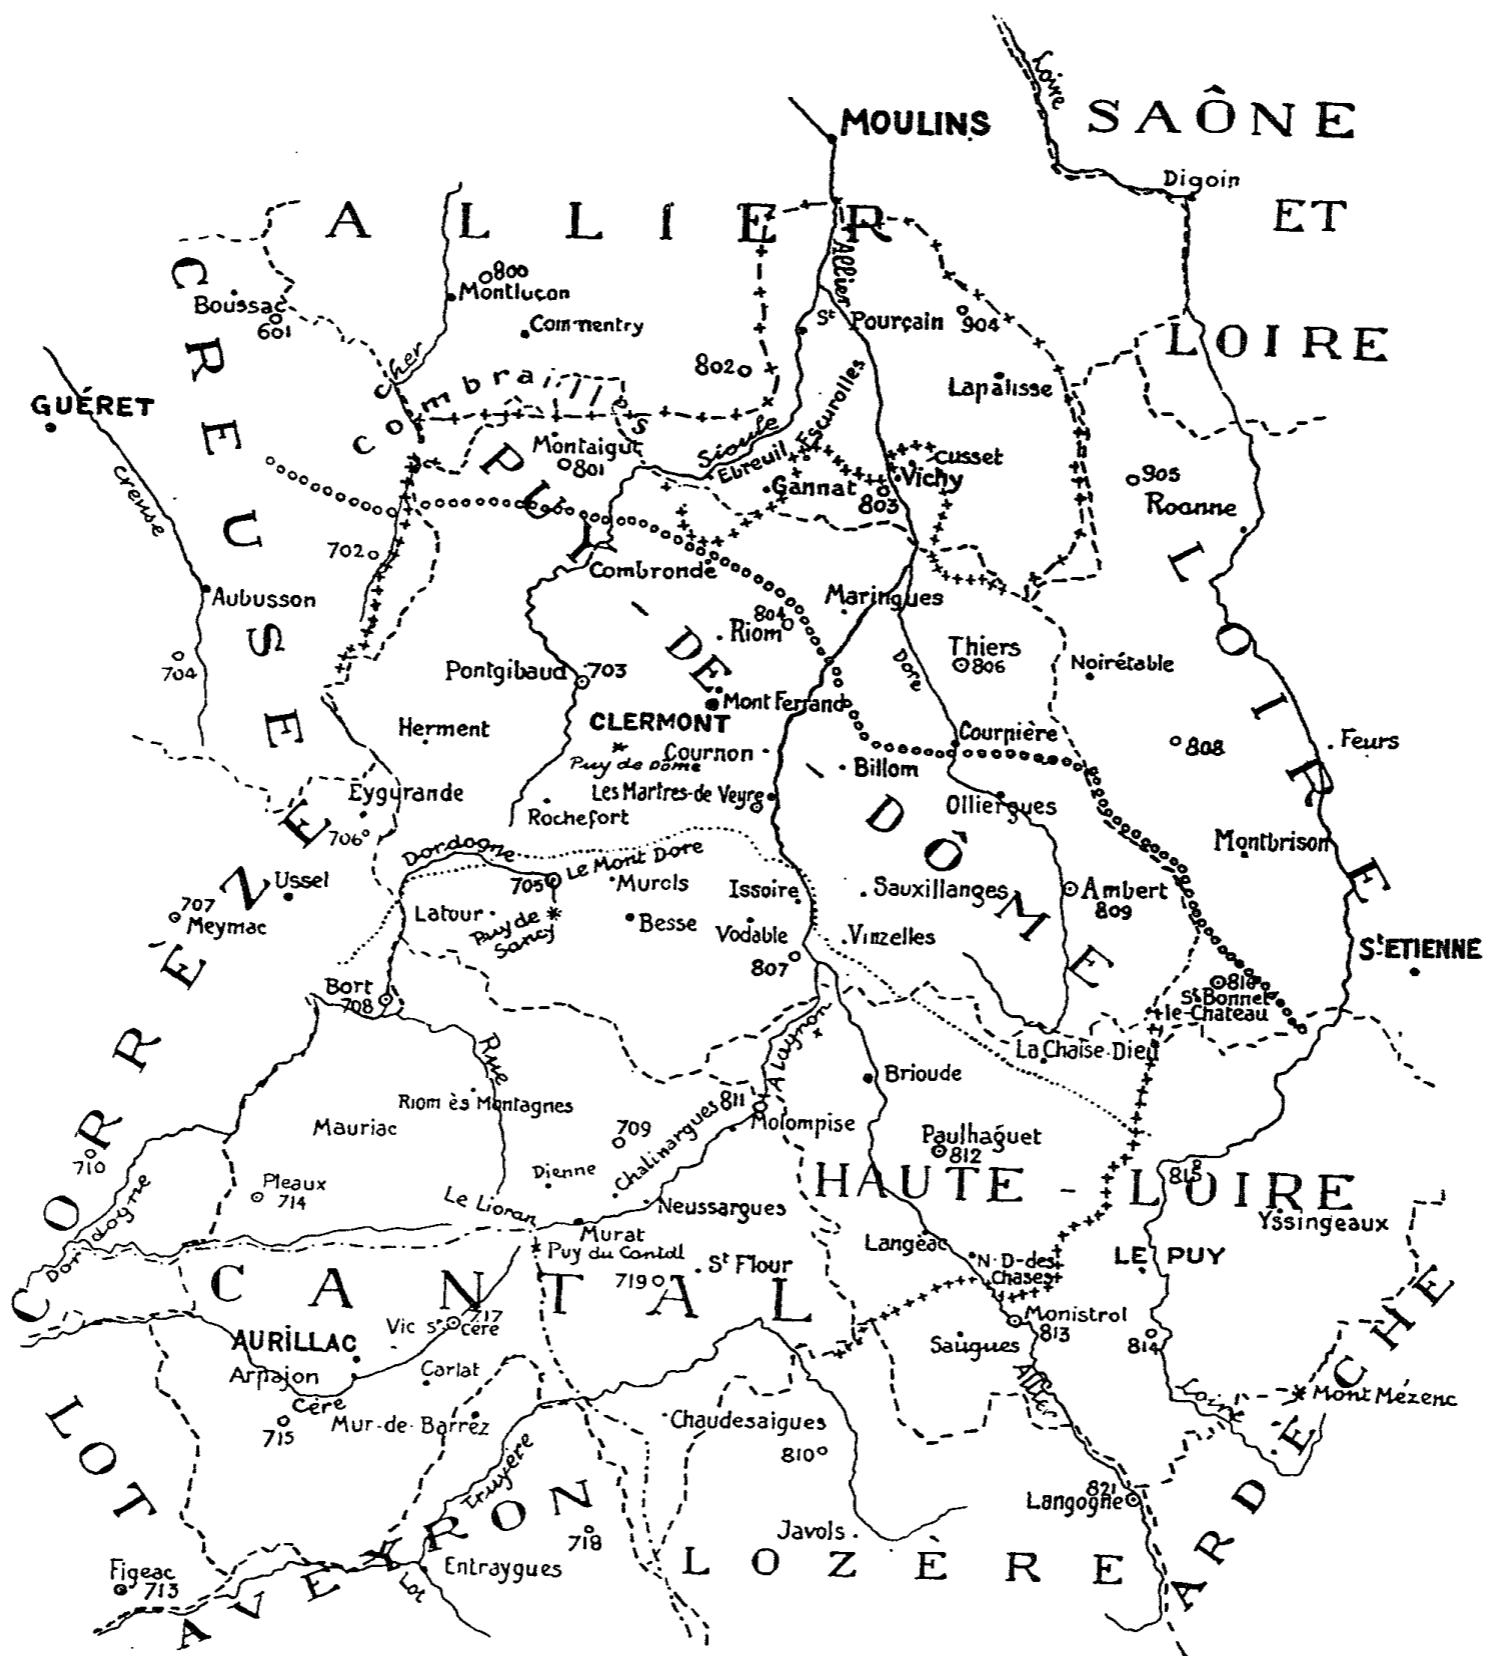 Loire
SAÔNE
MOULINS
Digoin
ET
ALLIER
Allier
CREUSE
800
Montluçon
Boussac
601
Commentry
St Pourçain
904
LOIRE
Cher
802
Lapalisse
GUÉRET
Combrailles
Escurolles
Sioule
Montaigut
801
Ebreuil
Cusset
Gannat
Vichy
803
905
Roanne
Creuse
PUY-DE-DÔME
702
Combronde
LOIRE
Aubusson
Maringues
804
Riom
Thiers
806
Noirétable
704
Pontgibaud
703
Dore
Mont Ferrand
CLERMONT
Herment
Courpière
808
Feurs
Puy de Dôme
Cournon
Billom
Eygurande
Les Martres-de Veyre
Olliergues
Rochefort
706
Montbrison
CORRÈZE
Dordogne
Le Mont Dore
705
Ussel
Murols
Issoire
Sauxillanges
Ambert
809
707
Meymac
Latour
Puy de Sancy
Besse
Vodable
Vinzelles
St-ETIENNE
807
Bort
708
810
St Bonnet
le-Chateau
Alagnon
La Chaise-Dieu
Rue
Brioude
Riom ès Montagnes
811
Mauriac
709
Chalinargues
Molompise
Paulhaguet
812
710
Dienne
815
Pleaux
714
HAUTE-LOIRE
Le Lioran
Neussargues
Yssingeaux
Dordogne
Murat
Langeac
Puy du Cantal
St Flour
N-D-des
Chases
LE PUY
719
CANTAL
717
Vic s/ Cère
Monistrol
813
AURILLAC
Saugues
814
Arpajon
Carlat
Allier
Cère
Loire
Mont Mézenc
715
Mur-de-Barrez
Chaudesaigues
LOT
810
ARDÈCHE
Truyère
821
Langogne
718
Javols
Figeac
713
Entraygues
LOZÈRE
Lot
AVEYRON